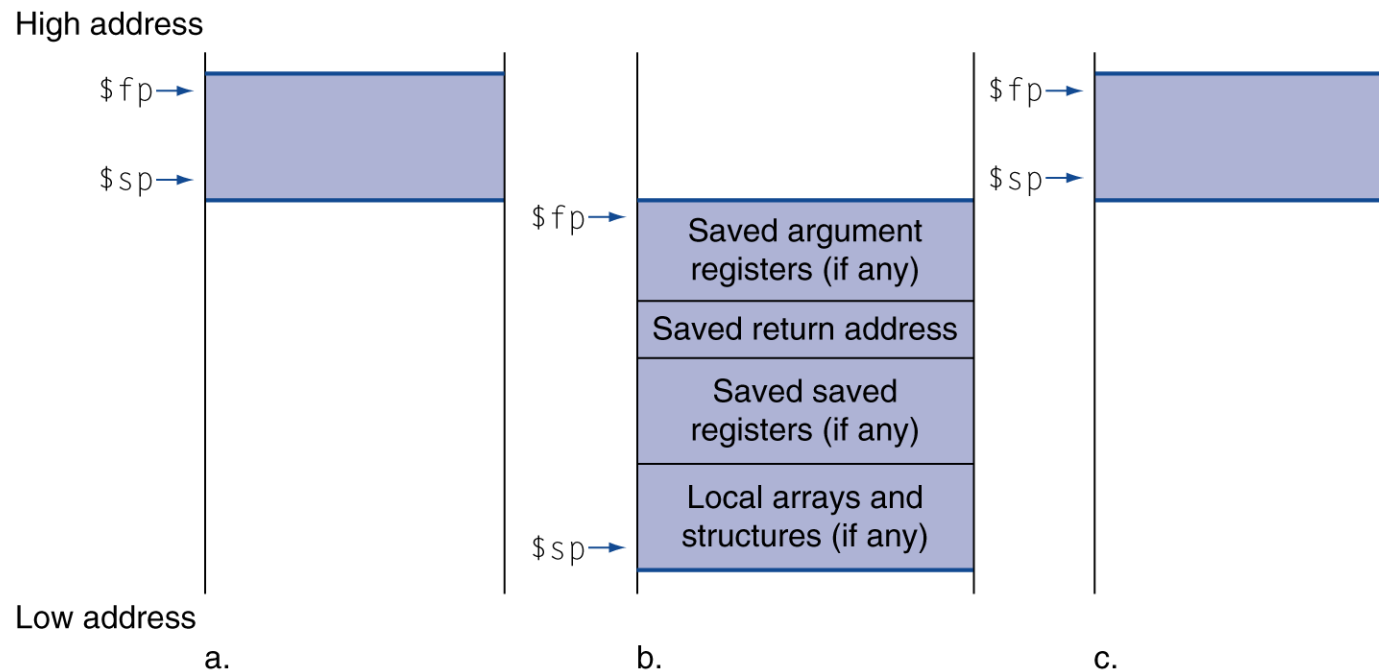 High address
$fp
$sp
$fp
Saved argument
registers (if any)
Saved return address
Saved saved
registers (if any)
Local arrays and
structures (if any)
$sp
$fp
$sp
Low address
a.
b.
c.